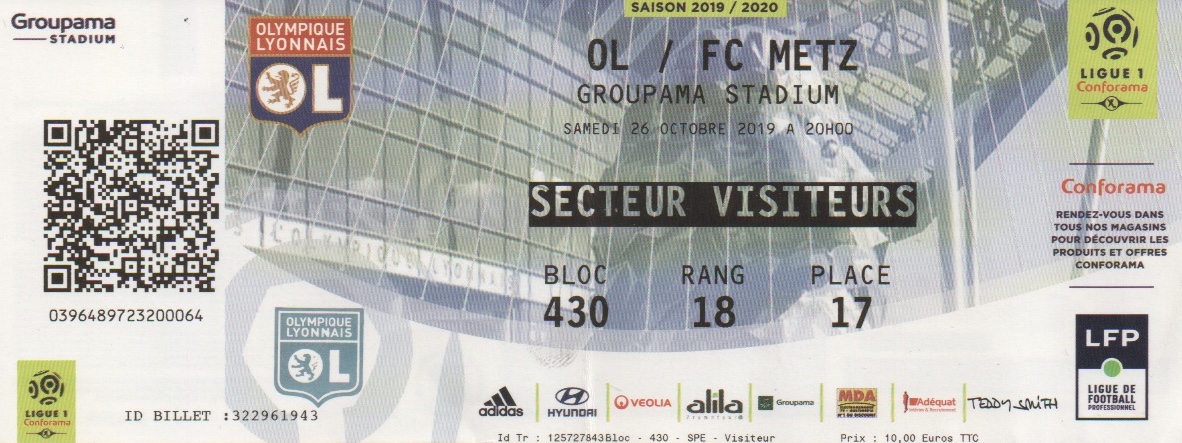 Groupama
STADIUM
OLYMPIQUE
LYONNAIS
OL
SAISON 2019 / 2020
OL / FC METZ
GROUPAMA STADIUM
SAMEDI 26 OCTOBRE 2019 A 20H00
LIGUE 1
Conforama
SECTEUR VISITEURS
BLOC RANG PLACE
430 18 17
Conforama
RENDEZ-VOUS DANS
TOUS NOS MAGASINS
POUR DÉCOUVRIR LES
PRODUITS ET OFFRES
CONFORAMA
OLYMPIQUE LYONNAIS
0396489723200064
OLYMPIQUE
LYONNAIS
OL
LFP
LIGUE DE
FOOTBALL
PROFESSIONNEL
LIGUE 1
Conforama
ID BILLET :322961943
adidas HYUNDAI VEOLIA alila Groupama MDA Adéquat TEDDY SMITH
Id Tr : 125727843Bloc - 430 - SPE - Visiteur Prix : 10,00 Euros TTC